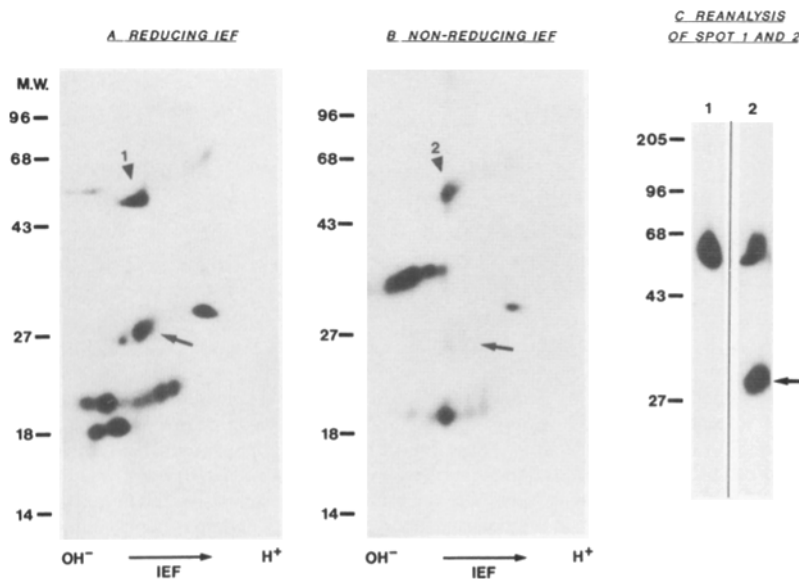 A REDUCING IEF
B NON-REDUCING IEF
C REANALYSIS
OF SPOT 1 AND 2
M.W.
96
68
43
27
18
14
1
OH⁻
IEF
H⁺
96
68
43
27
18
14
2
OH⁻
IEF
H⁺
1 2
205
96
68
43
27